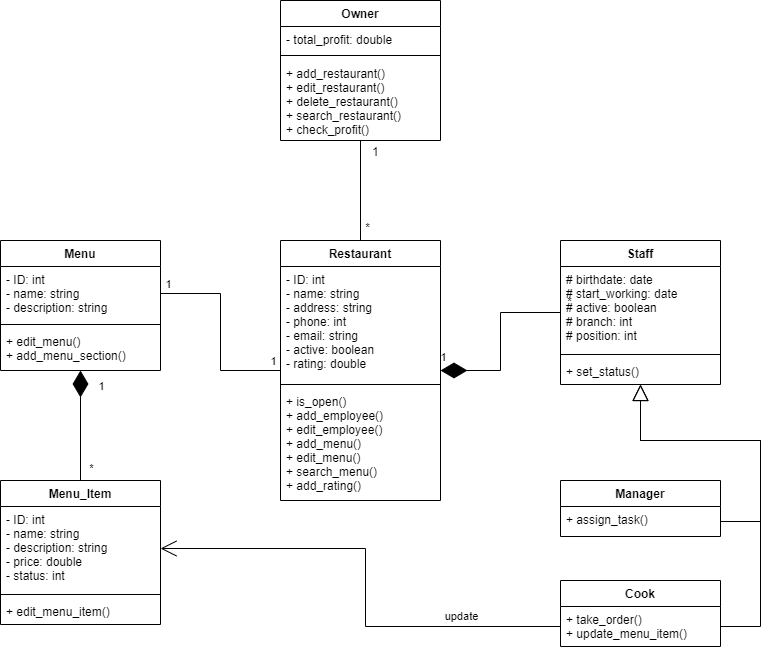 Owner
- total_profit: double
+ add_restaurant()
+ edit_restaurant()
+ delete_restaurant()
+ search_restaurant()
+ check_profit()
1
*
Menu
- ID: int
- name: string
- description: string
+ edit_menu()
+ add_menu_section()
1
1
*
1
Restaurant
- ID: int
- name: string
- address: string
- phone: int
- email: string
- active: boolean
- rating: double
+ is_open()
+ add_employee()
+ edit_employee()
+ add_menu()
+ edit_menu()
+ search_menu()
+ add_rating()
1
Staff
# birthdate: date
# start_working: date
# active: boolean
# branch: int
# position: int
+ set_status()
Menu_Item
- ID: int
- name: string
- description: string
- price: double
- status: int
+ edit_menu_item()
Manager
+ assign_task()
update
Cook
+ take_order()
+ update_menu_item()